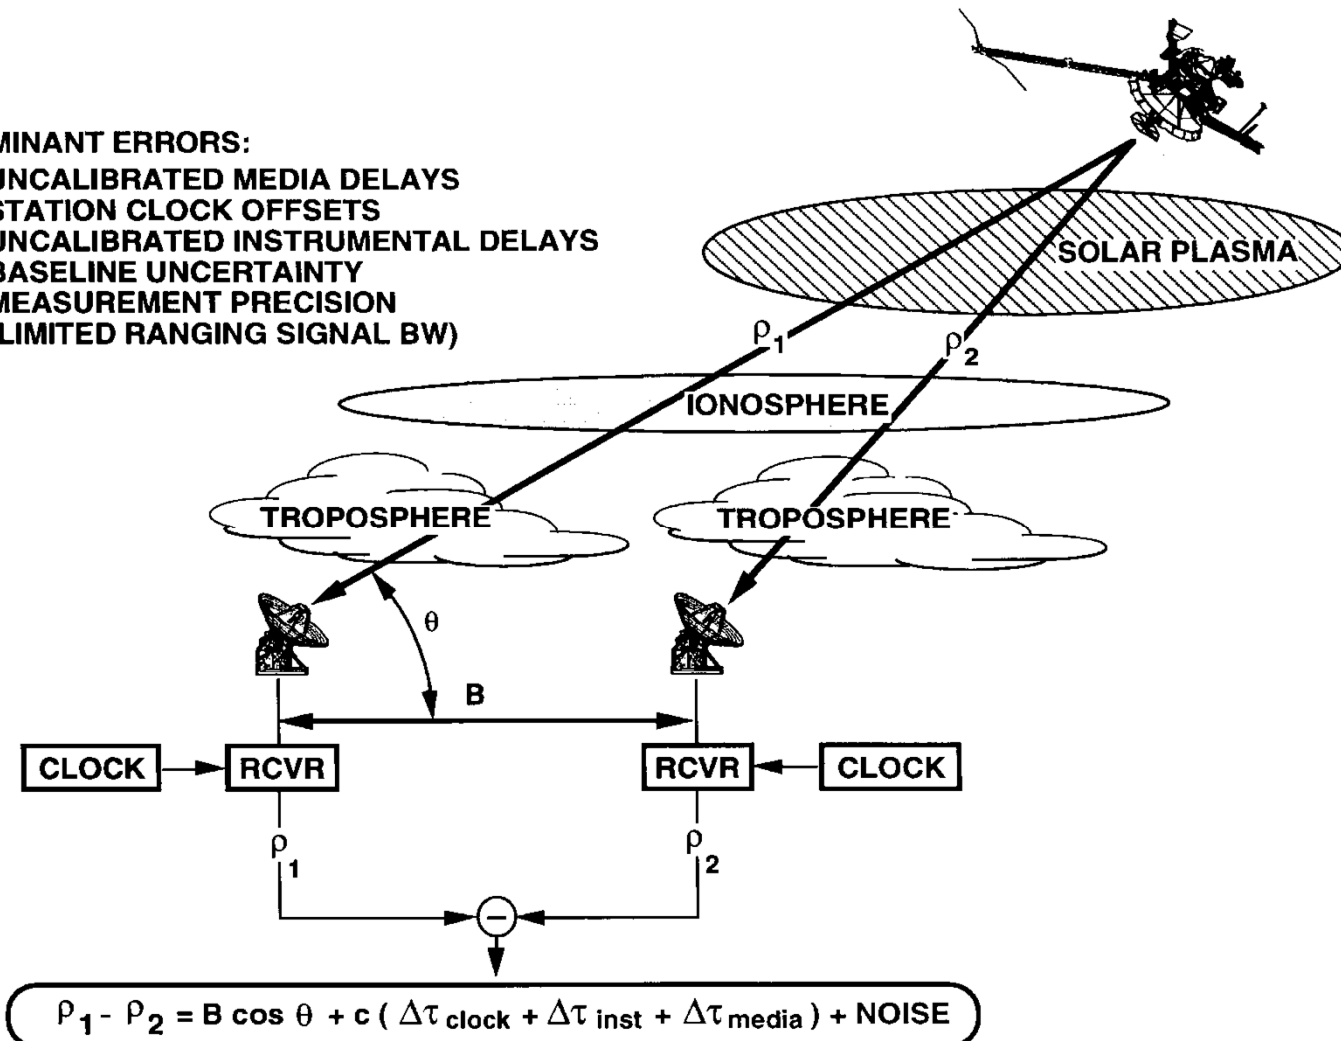 MINANT ERRORS:
UNCALIBRATED MEDIA DELAYS
STATION CLOCK OFFSETS
UNCALIBRATED INSTRUMENTAL DELAYS
BASELINE UNCERTAINTY
MEASUREMENT PRECISION
LIMITED RANGING SIGNAL BW)
SOLAR PLASMA
ρ1
ρ2
IONOSPHERE
TROPOSPHERE
TROPOSPHERE
θ
B
CLOCK
RCVR
RCVR
CLOCK
ρ1
ρ2
−
ρ1 - ρ2 = B cos θ + c ( Δτ clock + Δτ inst + Δτ media ) + NOISE